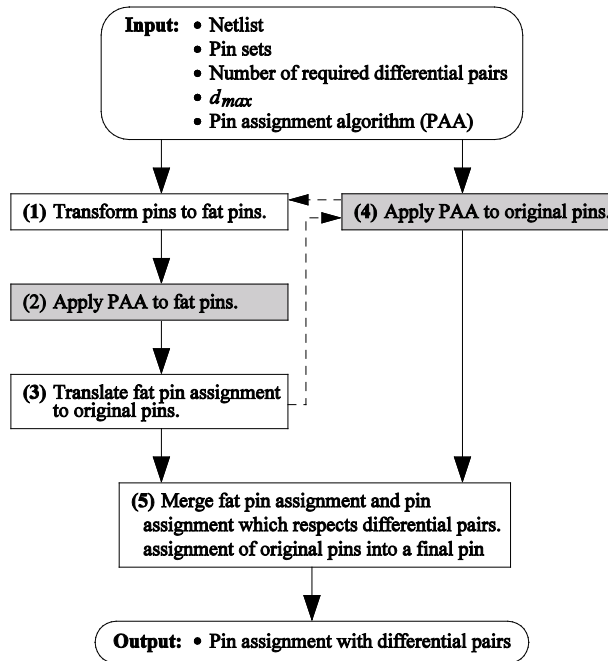 Input: • Netlist
• Pin sets
• Number of required differential pairs
• dmax
• Pin assignment algorithm (PAA)
(1) Transform pins to fat pins.
(4) Apply PAA to original pins.
(2) Apply PAA to fat pins.
(3) Translate fat pin assignment
to original pins.
(5) Merge fat pin assignment and pin
assignment which respects differential pairs.
assignment of original pins into a final pin
Output: • Pin assignment with differential pairs